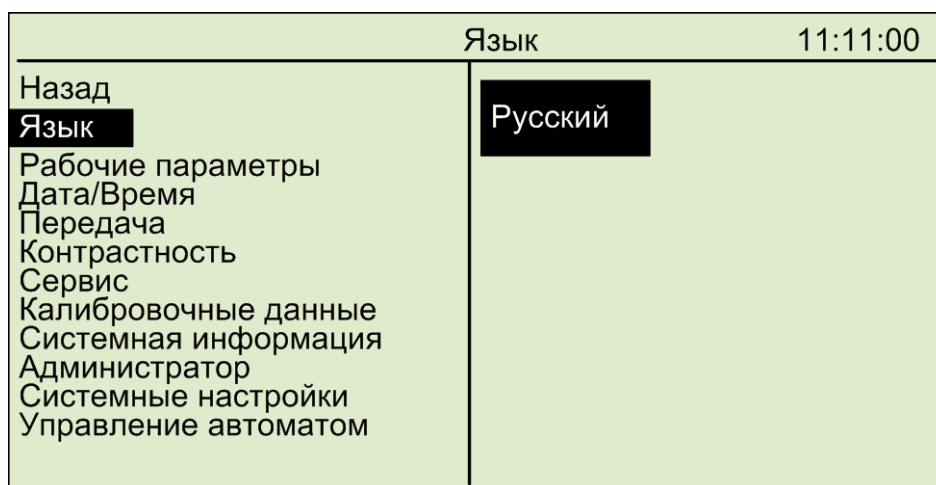 Язык 11:11:00
Назад
Язык
Рабочие параметры
Дата/Время
Передача
Контрастность
Сервис
Калибровочные данные
Системная информация
Администратор
Системные настройки
Управление автоматом
Русский